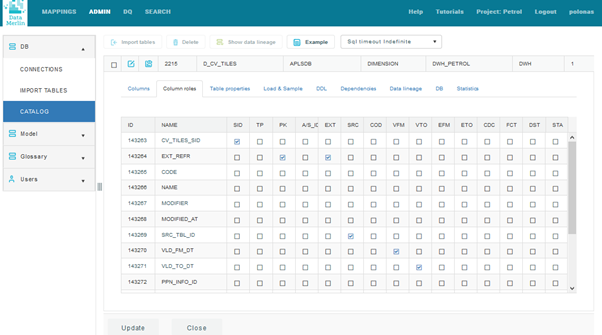 Data
Merlin
MAPPINGS ADMIN DQ SEARCH Help Tutorials Project: Petrol Logout polonas
DB
CONNECTIONS
IMPORT TABLES
CATALOG
Model
Glossary
Users
Import tables Delete Show data lineage Example Sql timeout Indefinite
2215 D_CV_TILES APLSDB DIMENSION DWH_PETROL DWH 1
Columns Column roles Table properties Load & Sample DDL Dependencies Data lineage DB Statistics
ID NAME SID TP PK A/S_IC EXT SRC COD VFM VTO EFM ETO CDC FCT DST STA
143263 CV_TILES_SID
143264 EXT_REFR
143265 CODE
143266 NAME
143267 MODIFIER
143268 MODIFIED_AT
143269 SRC_TBL_ID
143270 VLD_FM_DT
143271 VLD_TO_DT
143272 PPN_INFO_ID
Update Close